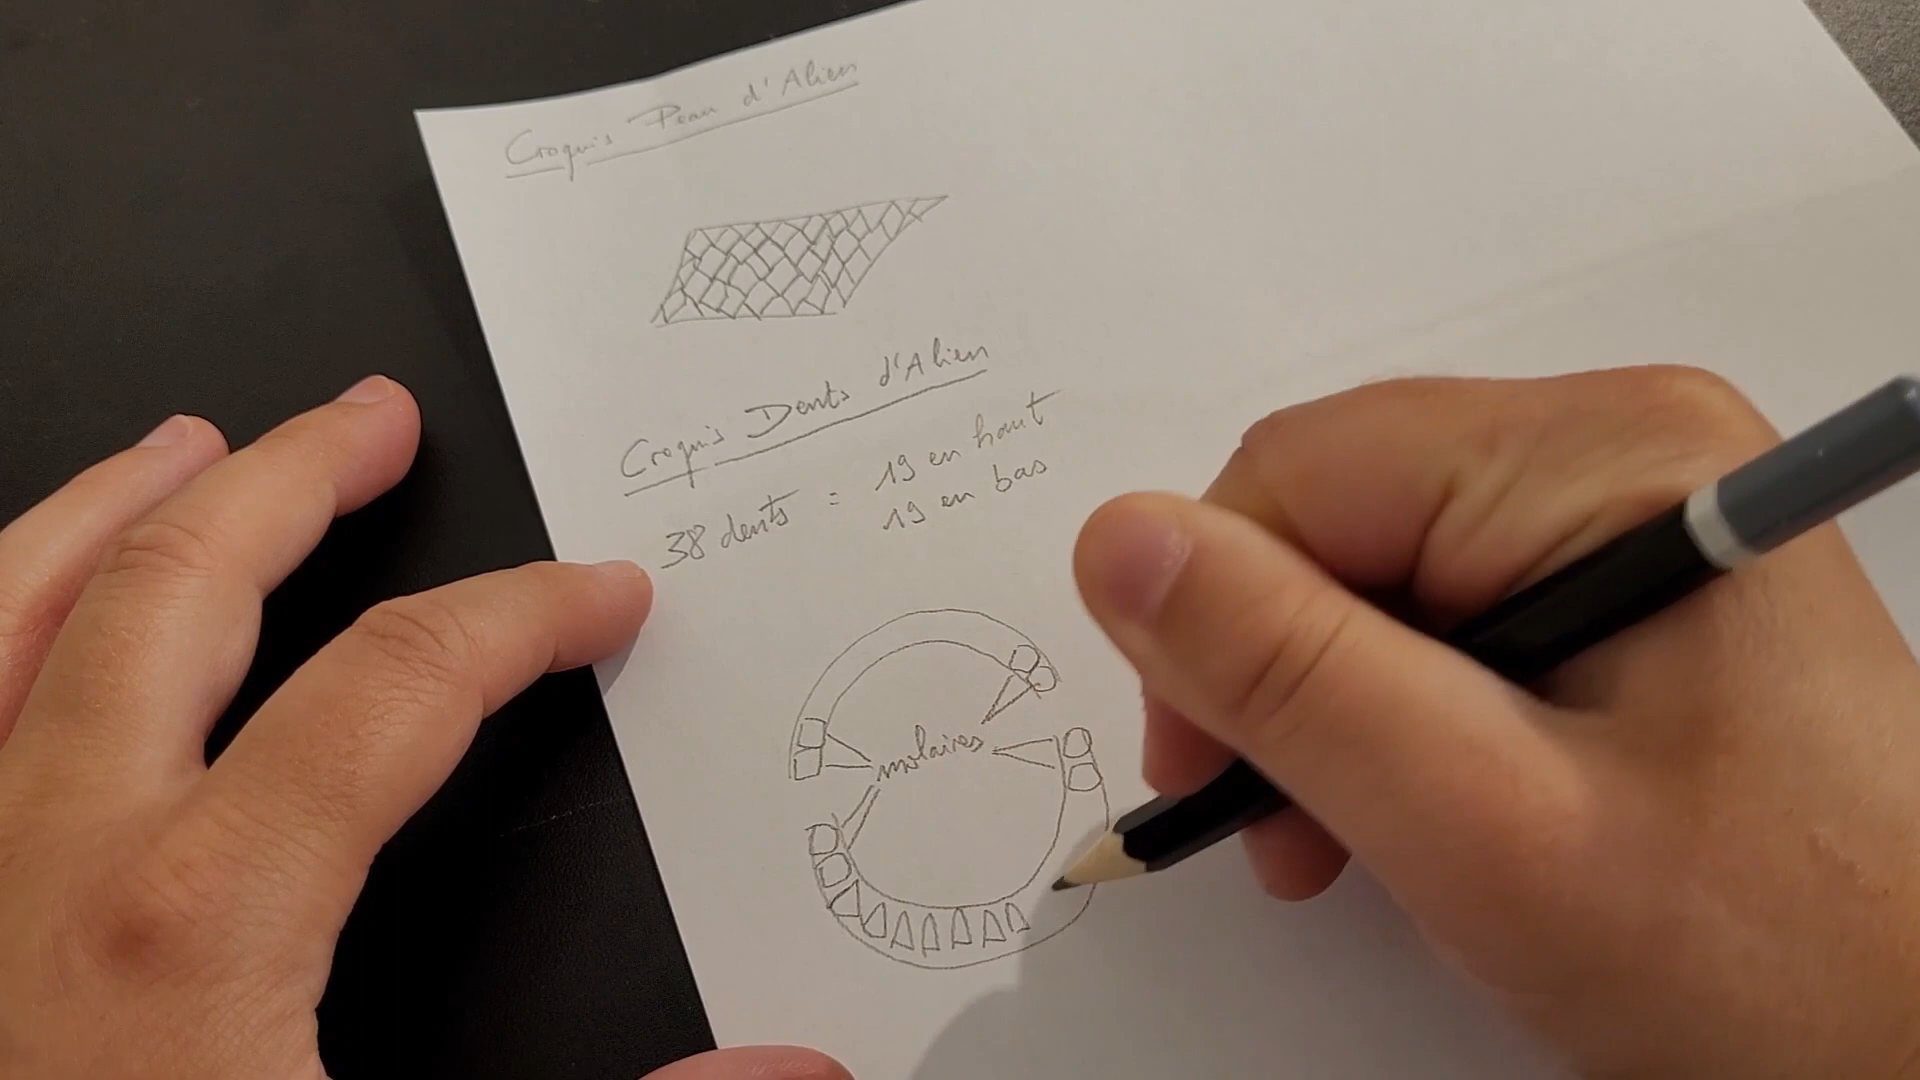 Croquis Peau d'Alien
Croquis Dents d'Alien
38 dents = 19 en haut
19 en bas
molaires